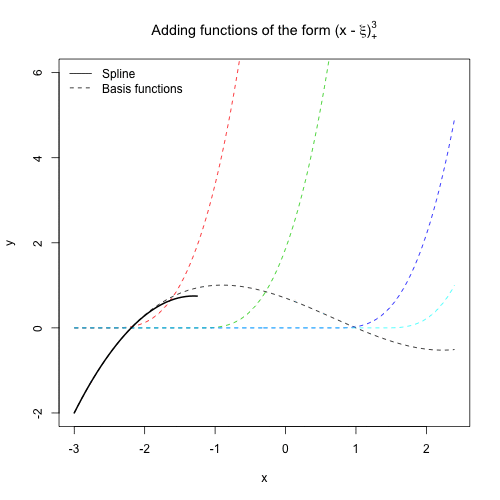 Adding functions of the form (x - ξ)³₊
Spline
Basis functions
6
4
2
0
-2
y
-3 -2 -1 0 1 2
x